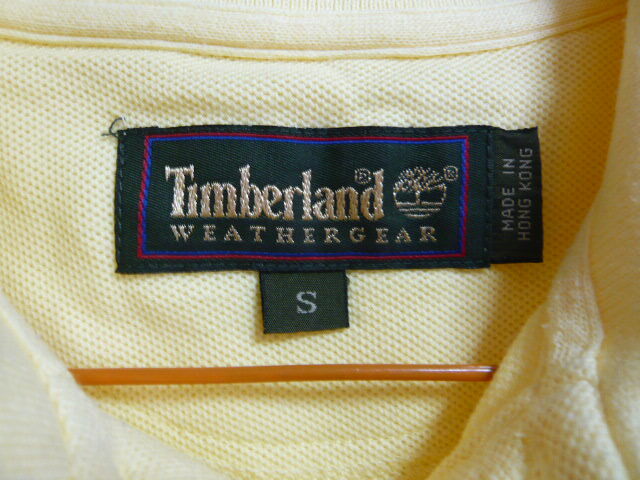 Timberland®
®
WEATHERGEAR
MADE IN
HONG KONG
S